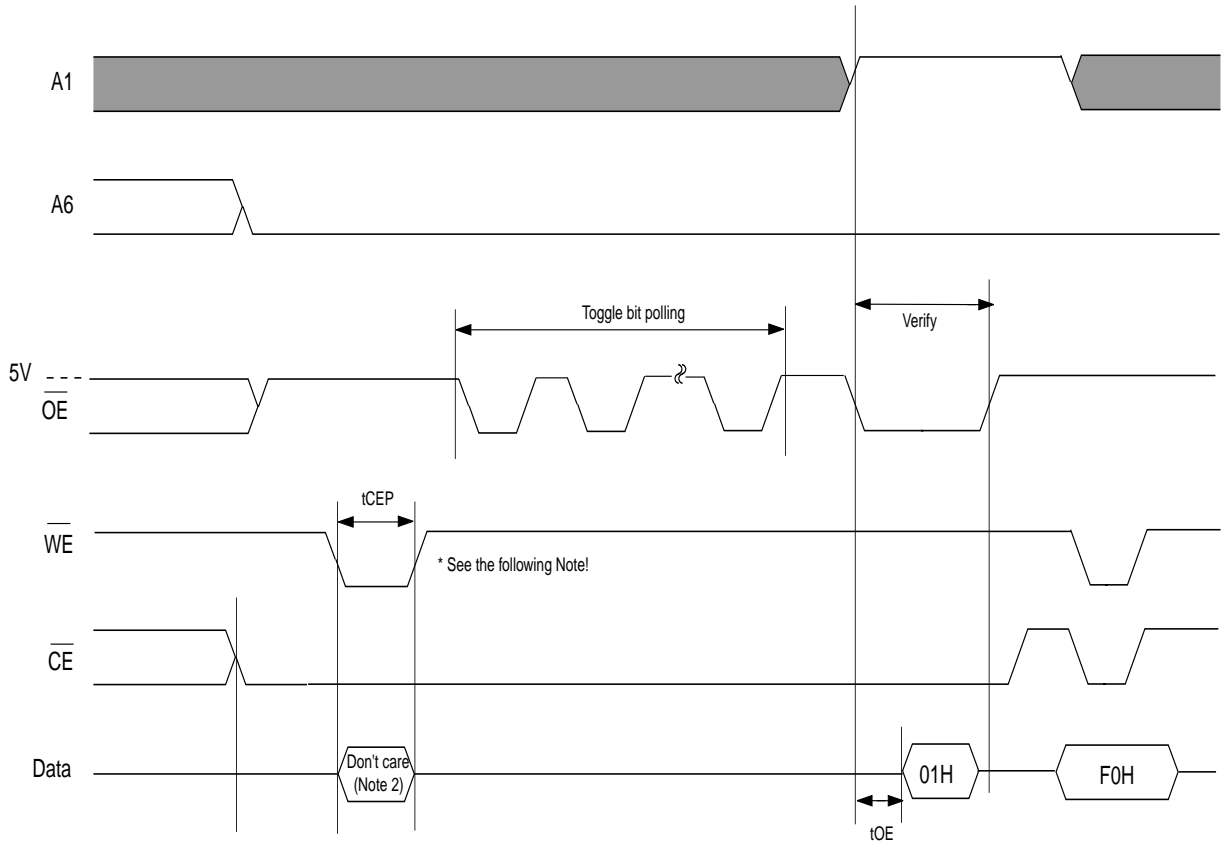 A1
A6
Toggle bit polling
Verify
5V
OE
tCEP
WE
* See the following Note!
CE
Data
Don't care
(Note 2)
01H
F0H
tOE